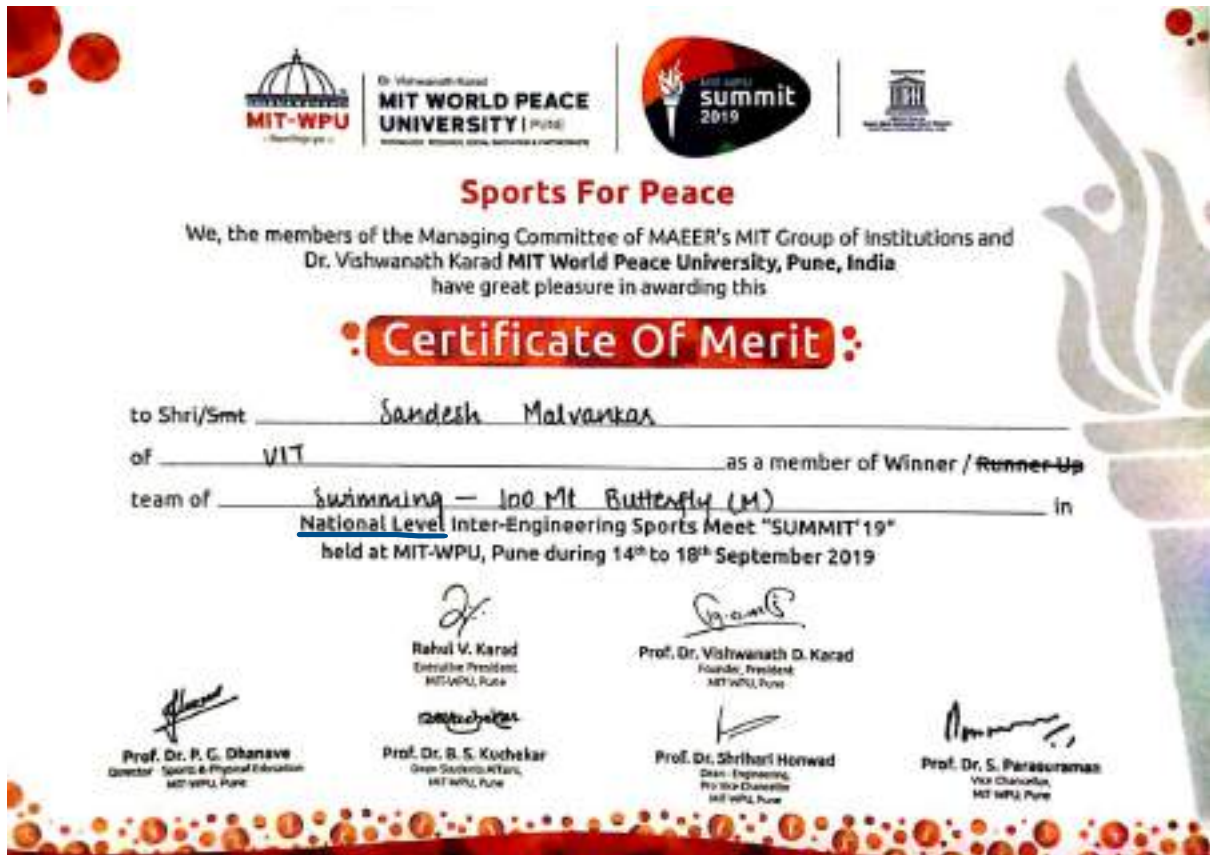 Dr. Vishwanath Karad
MIT WORLD PEACE
UNIVERSITY | PUNE
TECHNOLOGY, RESEARCH, SOCIAL INNOVATION & PARTNERSHIPS
MIT-WPU
summit
2019
Sports For Peace
We, the members of the Managing Committee of MAEER's MIT Group of Institutions and
Dr. Vishwanath Karad MIT World Peace University, Pune, India
have great pleasure in awarding this
Certificate Of Merit
to Shri/Smt Sandesh Malvankar
of VIT as a member of Winner / Runner Up
team of Swimming — 100 Mt Butterfly (M) in
National Level Inter-Engineering Sports Meet "SUMMIT'19"
held at MIT-WPU, Pune during 14th to 18th September 2019
Rahul V. Karad
Executive President
MIT-WPU, Pune
Prof. Dr. Vishwanath D. Karad
Founder, President
MIT WPU, Pune
Prof. Dr. P. G. Dhanave
Director - Sports & Physical Education
MIT WPU, Pune
Prof. Dr. B. S. Kuchekar
Dean Students Affairs,
MIT WPU, Pune
Prof. Dr. Shrihari Honwad
Dean - Engineering,
Pro Vice Chancellor
MIT WPU, Pune
Prof. Dr. S. Parasuraman
Vice Chancellor,
MIT WPU, Pune